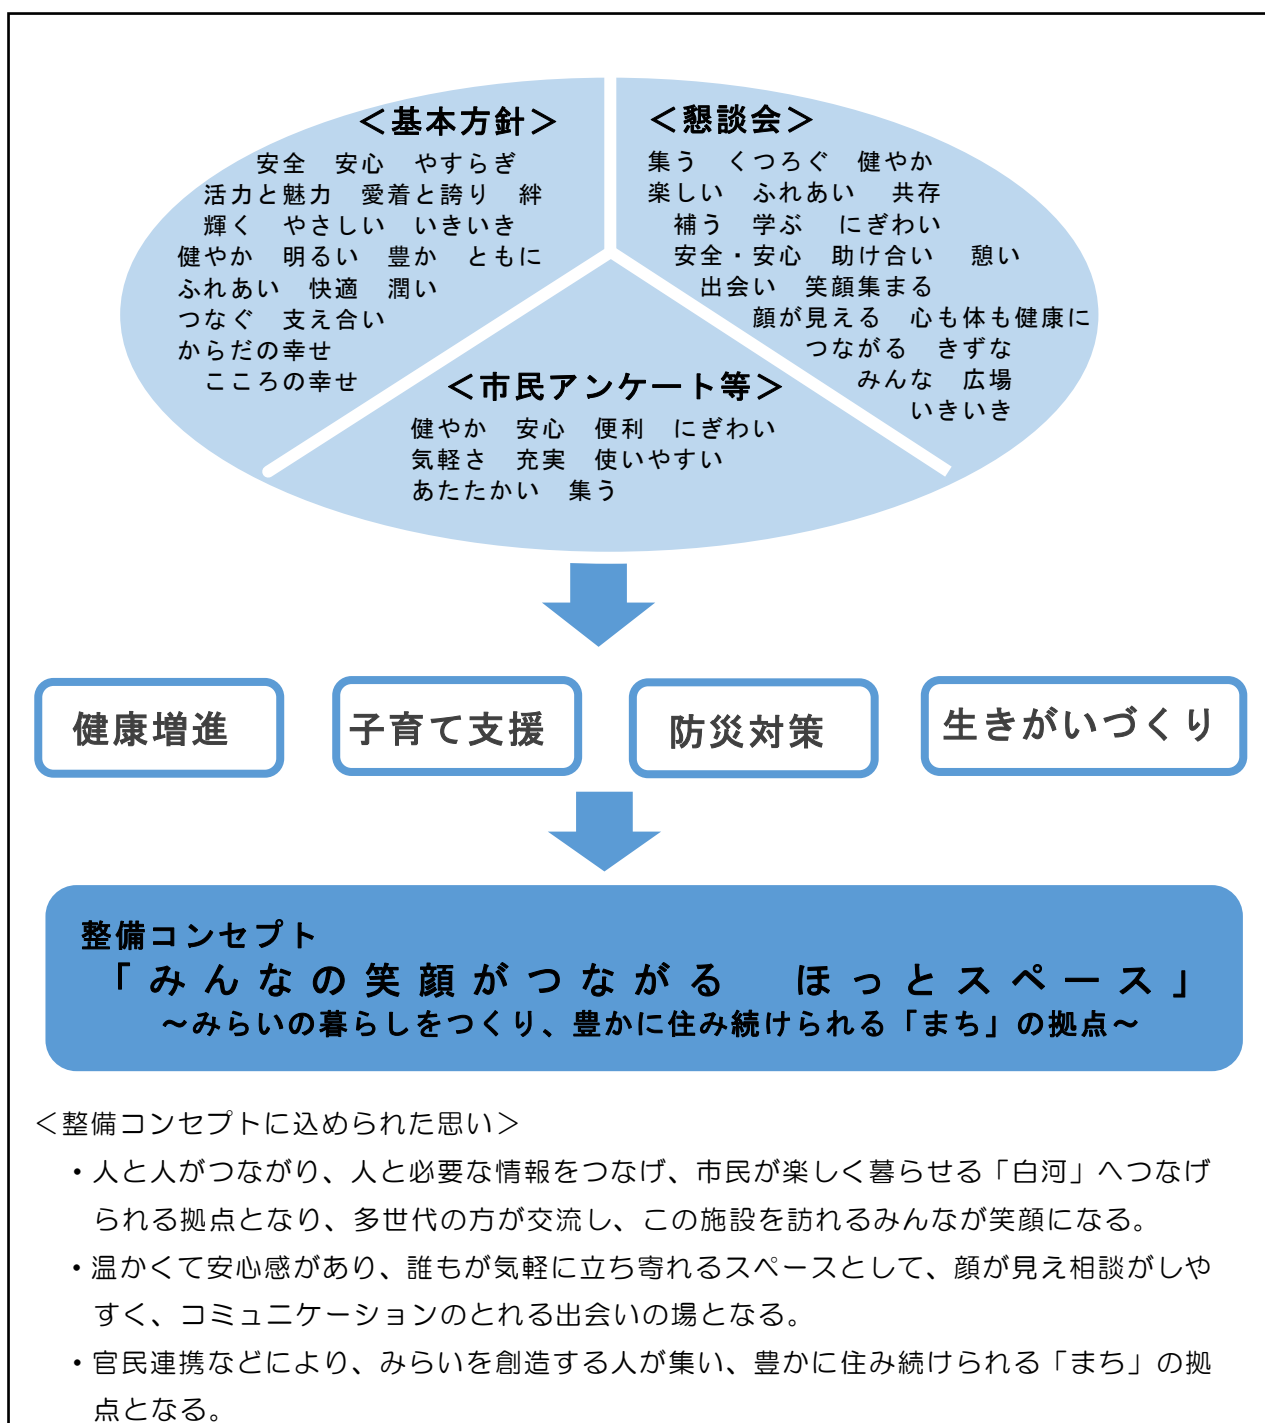 ＜基本方針＞
安全　安心　やすらぎ
活力と魅力　愛着と誇り　絆
輝く　やさしい　いきいき
健やか　明るい　豊か　ともに
ふれあい　快適　潤い
つなぐ　支え合い
からだの幸せ
こころの幸せ
＜懇談会＞
集う　くつろぐ　健やか
楽しい　ふれあい　共存
補う　学ぶ　にぎわい
安全・安心　助け合い　憩い
出会い　笑顔集まる
顔が見える　心も体も健康に
つながる　きずな
みんな　広場
いきいき
＜市民アンケート等＞
健やか　安心　便利　にぎわい
気軽さ　充実　使いやすい
あたたかい　集う
健康増進
子育て支援
防災対策
生きがいづくり
整備コンセプト
「みんなの笑顔がつながる　ほっとスペース」
～みらいの暮らしをつくり、豊かに住み続けられる「まち」の拠点～
＜整備コンセプトに込められた思い＞
・人と人がつながり、人と必要な情報をつなげ、市民が楽しく暮らせる「白河」へつなげ
られる拠点となり、多世代の方が交流し、この施設を訪れるみんなが笑顔になる。
・温かくて安心感があり、誰もが気軽に立ち寄れるスペースとして、顔が見え相談がしや
すく、コミュニケーションのとれる出会いの場となる。
・官民連携などにより、みらいを創造する人が集い、豊かに住み続けられる「まち」の拠
点となる。